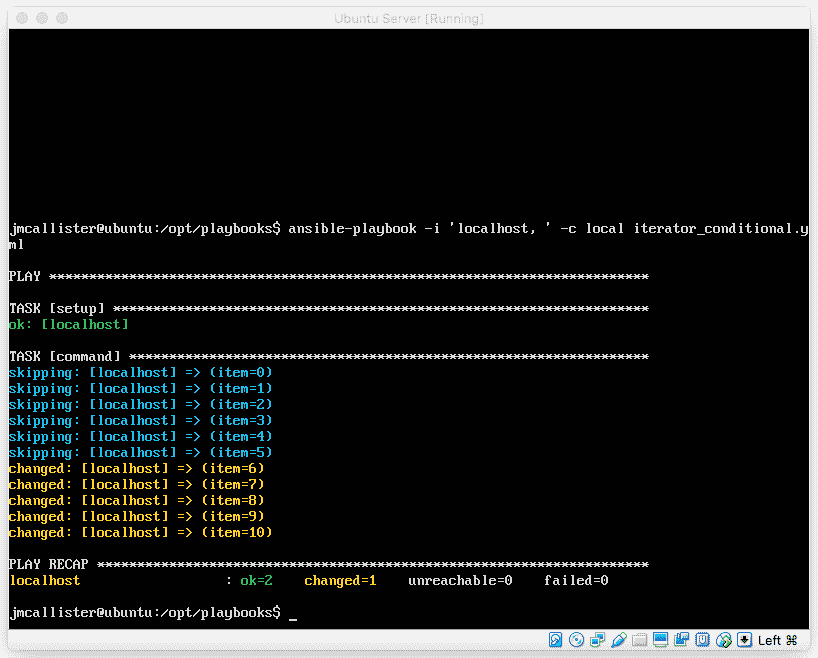 Ubuntu Server [Running]
jmcallister@ubuntu:/opt/playbooks$ ansible-playbook -i 'localhost, ' -c local iterator_conditional.y
ml
PLAY ***************************************************************************
TASK [setup] *******************************************************************
ok: [localhost]
TASK [command] *****************************************************************
skipping: [localhost] => (item=0)
skipping: [localhost] => (item=1)
skipping: [localhost] => (item=2)
skipping: [localhost] => (item=3)
skipping: [localhost] => (item=4)
skipping: [localhost] => (item=5)
changed: [localhost] => (item=6)
changed: [localhost] => (item=7)
changed: [localhost] => (item=8)
changed: [localhost] => (item=9)
changed: [localhost] => (item=10)
PLAY RECAP *********************************************************************
localhost                  : ok=2    changed=1    unreachable=0    failed=0
jmcallister@ubuntu:/opt/playbooks$ _
Left ⌘